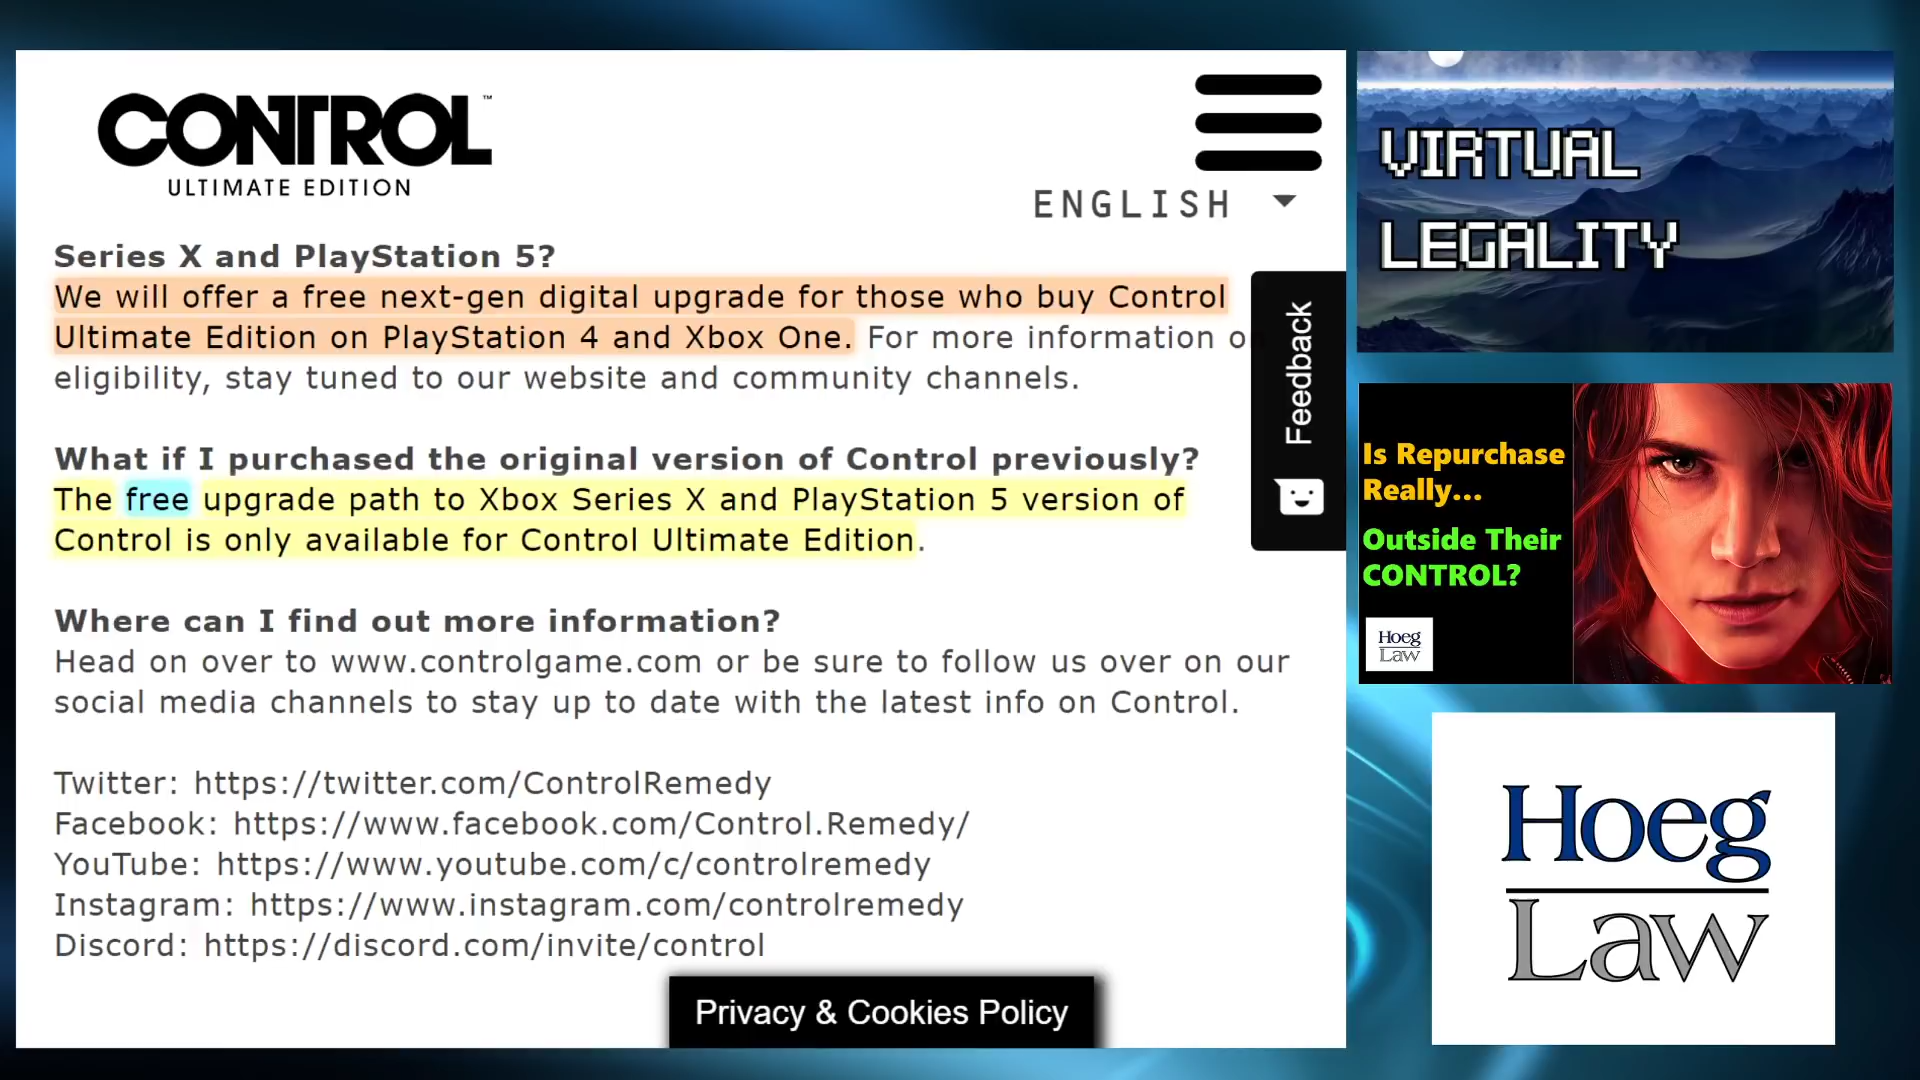 CONTROL™
ULTIMATE EDITION
ENGLISH
Series X and PlayStation 5?
We will offer a free next-gen digital upgrade for those who buy Control
Ultimate Edition on PlayStation 4 and Xbox One. For more information on
eligibility, stay tuned to our website and community channels.
What if I purchased the original version of Control previously?
The free upgrade path to Xbox Series X and PlayStation 5 version of
Control is only available for Control Ultimate Edition.
Where can I find out more information?
Head on over to www.controlgame.com or be sure to follow us over on our
social media channels to stay up to date with the latest info on Control.
Twitter: https://twitter.com/ControlRemedy
Facebook: https://www.facebook.com/Control.Remedy/
YouTube: https://www.youtube.com/c/controlremedy
Instagram: https://www.instagram.com/controlremedy
Discord: https://discord.com/invite/control
Privacy & Cookies Policy
Feedback
VIRTUAL
LEGALITY
Is Repurchase
Really...
Outside Their
CONTROL?
Hoeg
Law
Hoeg
Law